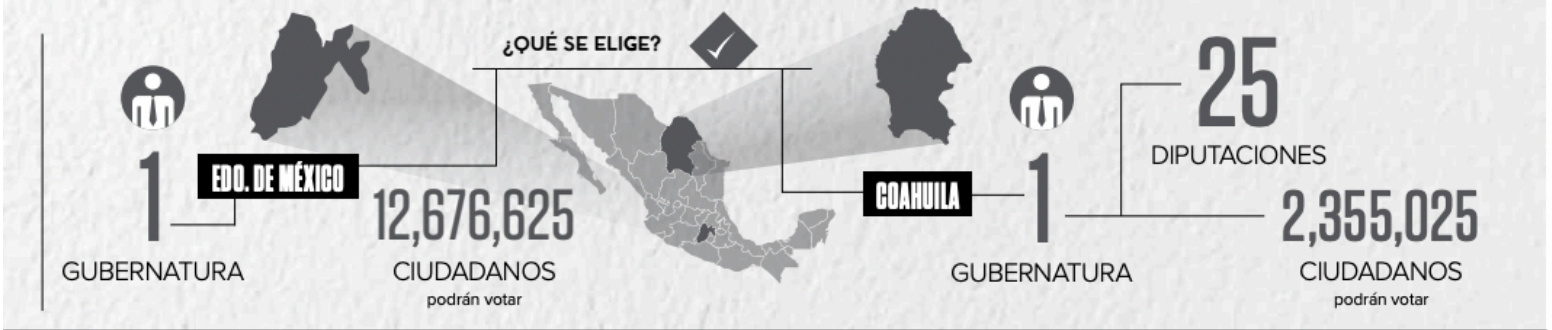 ¿QUÉ SE ELIGE?
EDO. DE MÉXICO
1
GUBERNATURA
12,676,625
CIUDADANOS
podrán votar
COAHUILA
1
GUBERNATURA
25
DIPUTACIONES
2,355,025
CIUDADANOS
podrán votar